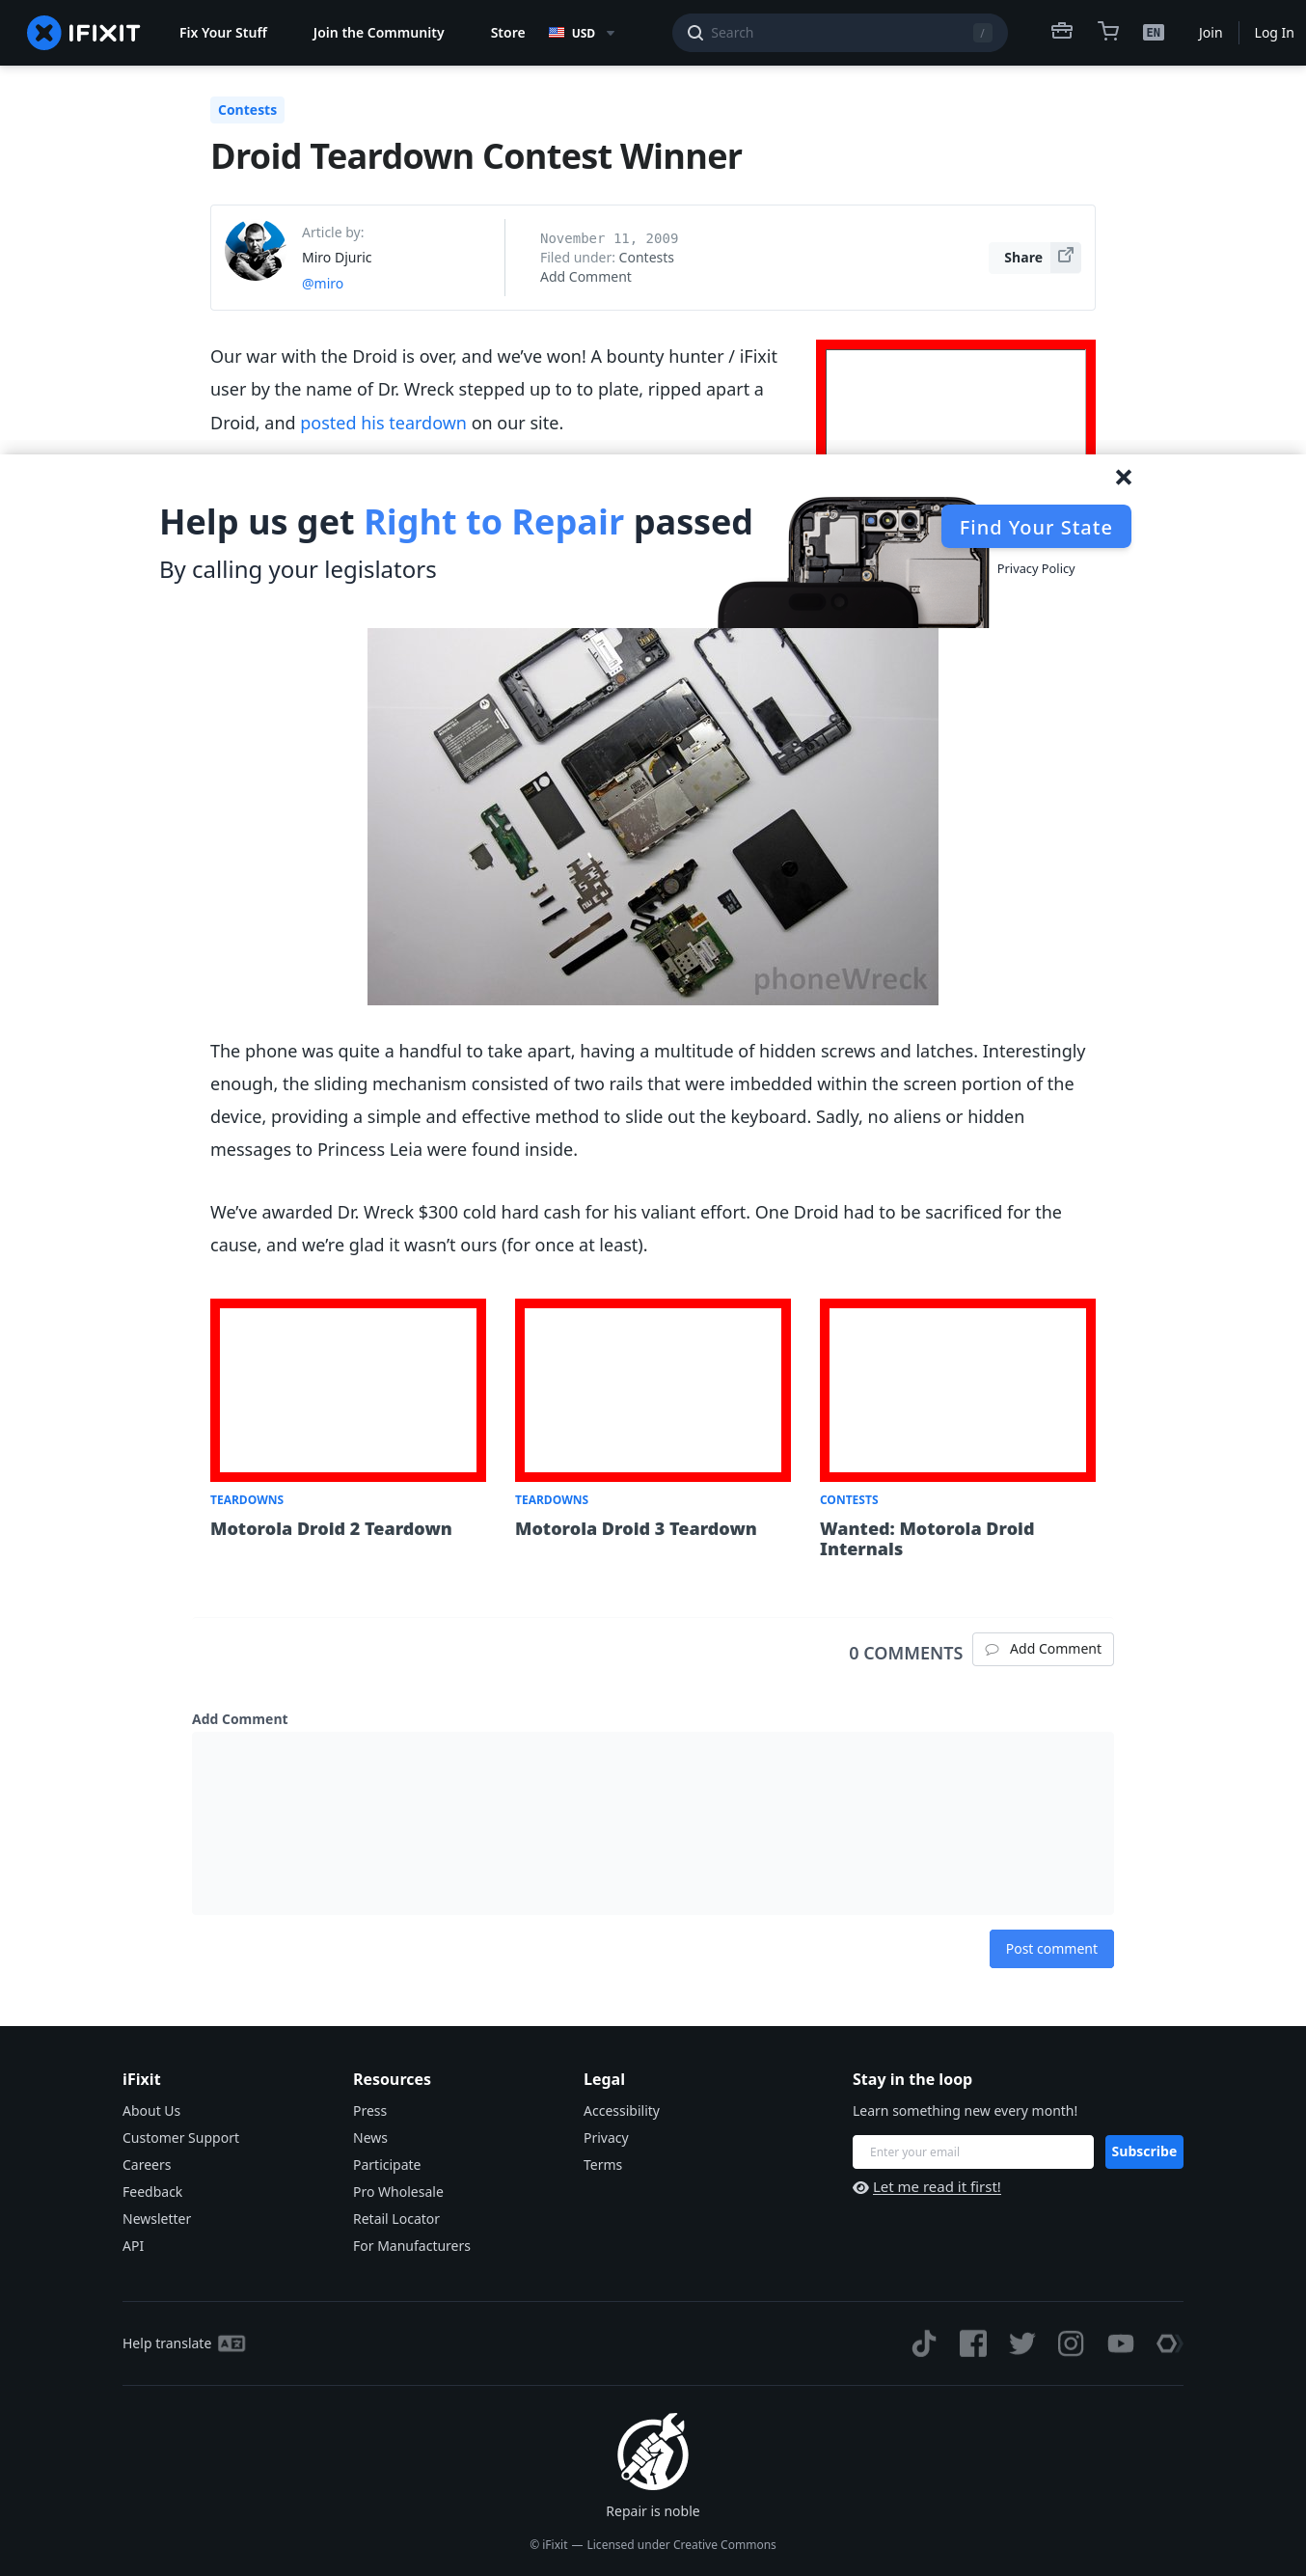 IFIXIT
Fix Your Stuff
Join the Community
Store
USD
Search
/
EN
Join
Log In
Contests
Droid Teardown Contest Winner
Article by:
Miro Djuric
@miro
November 11, 2009
Filed under: Contests
Add Comment
Share
Our war with the Droid is over, and we’ve won! A bounty hunter / iFixit
user by the name of Dr. Wreck stepped up to to plate, ripped apart a
Droid, and posted his teardown on our site.
Help us get Right to Repair passed
By calling your legislators
Find Your State
Privacy Policy
phoneWreck
The phone was quite a handful to take apart, having a multitude of hidden screws and latches. Interestingly
enough, the sliding mechanism consisted of two rails that were imbedded within the screen portion of the
device, providing a simple and effective method to slide out the keyboard. Sadly, no aliens or hidden
messages to Princess Leia were found inside.
We’ve awarded Dr. Wreck $300 cold hard cash for his valiant effort. One Droid had to be sacrificed for the
cause, and we’re glad it wasn’t ours (for once at least).
TEARDOWNS
Motorola Droid 2 Teardown
TEARDOWNS
Motorola Droid 3 Teardown
CONTESTS
Wanted: Motorola Droid
Internals
0 COMMENTS
Add Comment
Add Comment
Post comment
iFixit
About Us
Customer Support
Careers
Feedback
Newsletter
API
Resources
Press
News
Participate
Pro Wholesale
Retail Locator
For Manufacturers
Legal
Accessibility
Privacy
Terms
Stay in the loop
Learn something new every month!
Enter your email
Subscribe
Let me read it first!
Help translate
Repair is noble
© iFixit — Licensed under Creative Commons